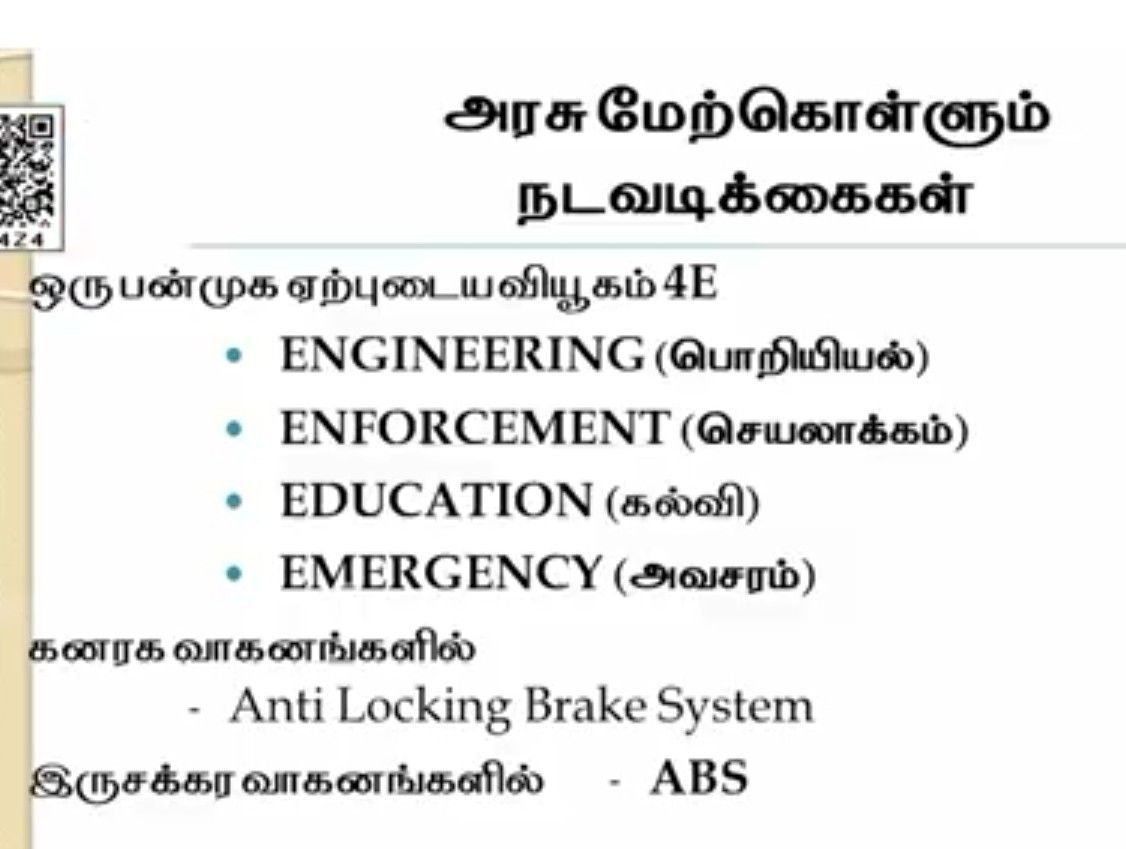 அரசு மேற்கொள்ளும்
நடவடிக்கைகள்
424
ஒரு பன்முக ஏற்புடைய வியூகம் 4E
• ENGINEERING (பொறியியல்)
• ENFORCEMENT (செயலாக்கம்)
• EDUCATION (கல்வி)
• EMERGENCY (அவசரம்)
கனரக வாகனங்களில்
- Anti Locking Brake System
இருசக்கர வாகனங்களில் - ABS